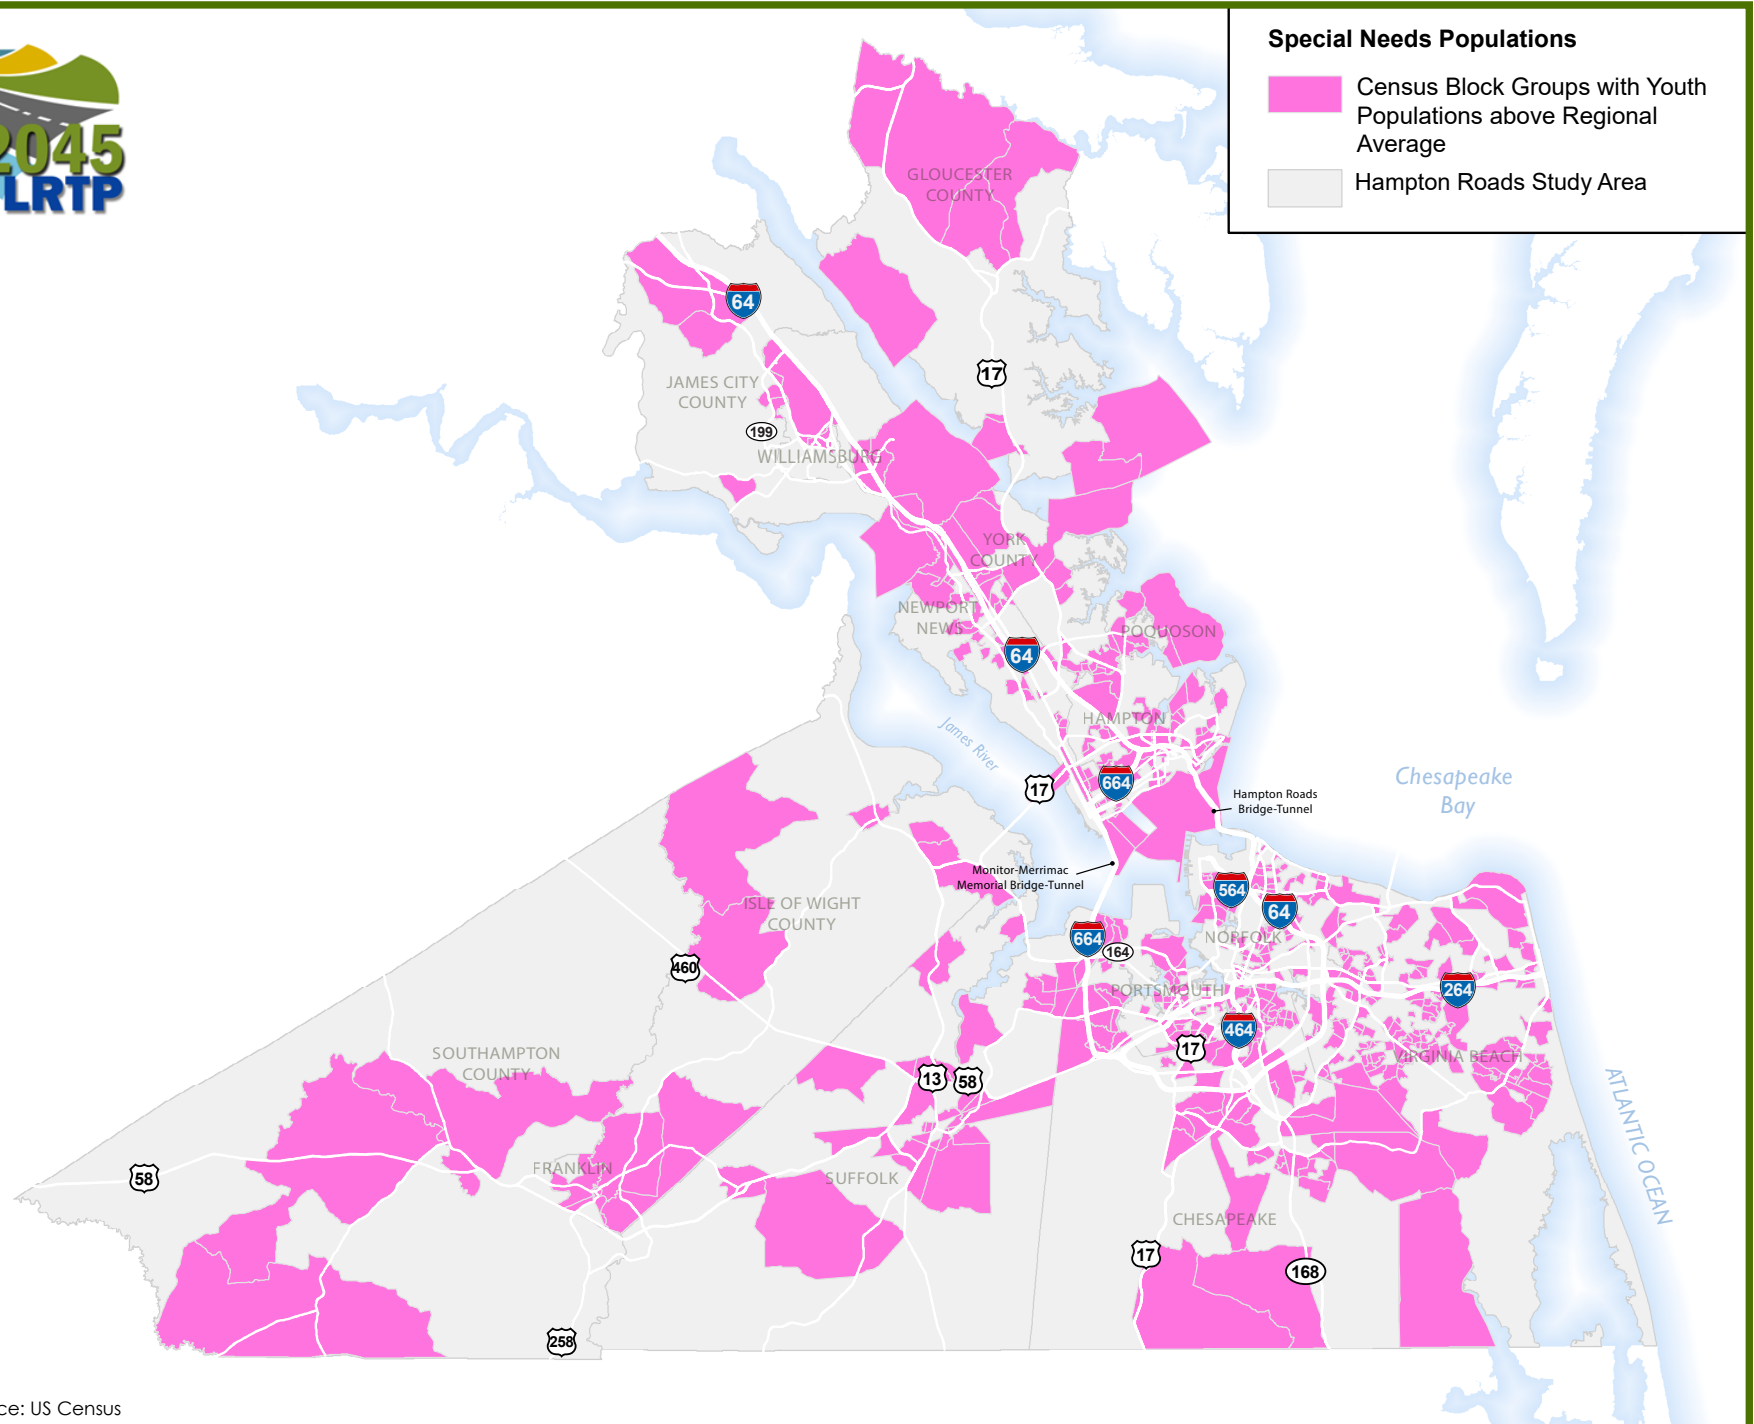 2045
LRTP
Special Needs Populations
Census Block Groups with Youth
Populations above Regional
Average
Hampton Roads Study Area
GLOUCESTER
COUNTY
64
17
JAMES CITY
COUNTY
199
WILLIAMSBURG
YORK
COUNTY
NEWPORT
NEWS
64
POQUOSON
HAMPTON
James River
17
664
Hampton Roads
Bridge-Tunnel
Chesapeake
Bay
Monitor-Merrimac
Memorial Bridge-Tunnel
564
64
ISLE OF WIGHT
COUNTY
664
164
NORFOLK
460
PORTSMOUTH
264
464
17
SOUTHAMPTON
COUNTY
VIRGINIA BEACH
13
58
ATLANTIC OCEAN
58
FRANKLIN
SUFFOLK
CHESAPEAKE
17
168
258
ce: US Census